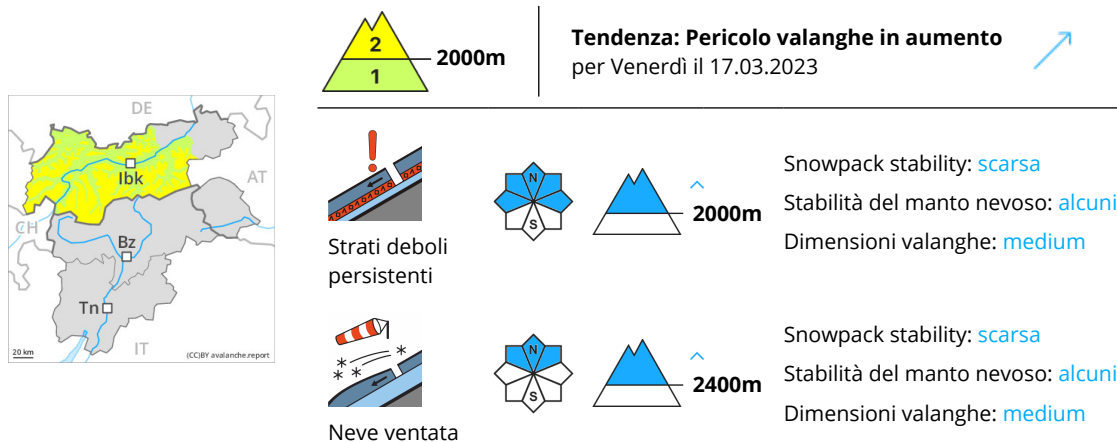 2
1
2000m
Tendenza: Pericolo valanghe in aumento
per Venerdì il 17.03.2023
DE
AT
Ibk
CH
Bz
Tn
IT
20 km
(CC)BY avalanche.report
Strati deboli
persistenti
N
S
2000m
Snowpack stability: scarsa
Stabilità del manto nevoso: alcuni
Dimensioni valanghe: medium
Neve ventata
N
S
2400m
Snowpack stability: scarsa
Stabilità del manto nevoso: alcuni
Dimensioni valanghe: medium